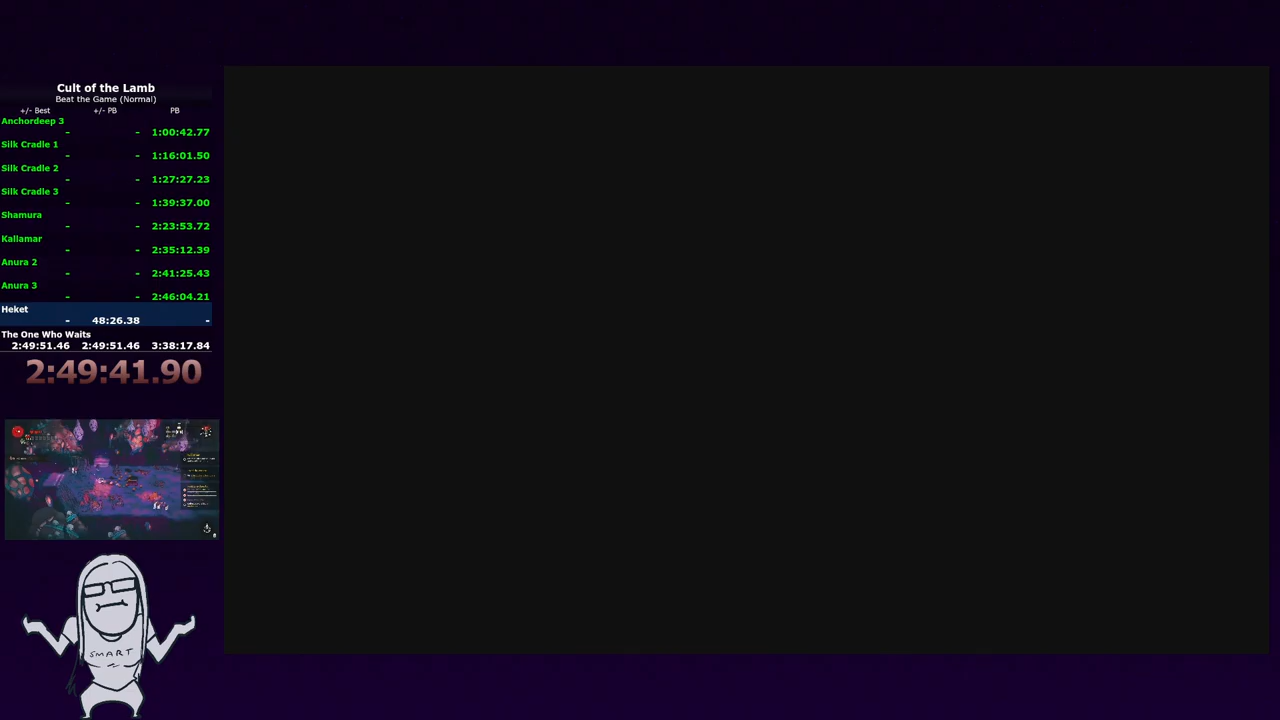 Cult of the Lamb
Beat the Game (Normal)
+/- Best +/- PB PB
Anchordeep 3
- - 1:00:42.77
Silk Cradle 1
- - 1:16:01.50
Silk Cradle 2
- - 1:27:27.23
Silk Cradle 3
- - 1:39:37.00
Shamura
- - 2:23:53.72
Kallamar
- - 2:35:12.39
Anura 2
- - 2:41:25.43
Anura 3
- - 2:46:04.21
Heket
- 48:26.38 -
The One Who Waits
2:49:51.46 2:49:51.46 3:38:17.84
2:49:41.90
SMART